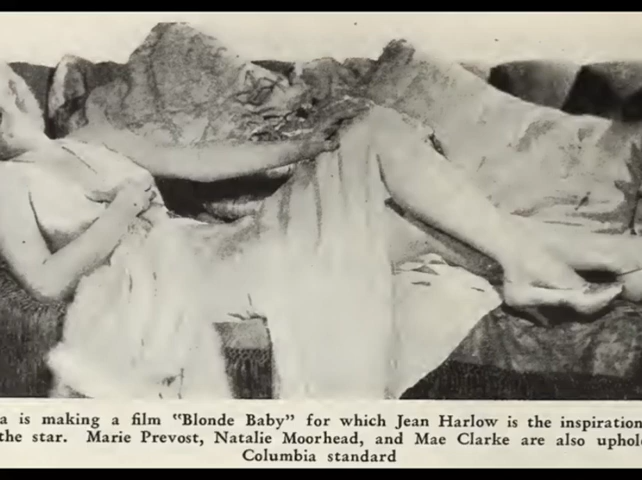 a is making a film "Blonde Baby" for which Jean Harlow is the inspiration
the star. Marie Prevost, Natalie Moorhead, and Mae Clarke are also uphol
Columbia standard